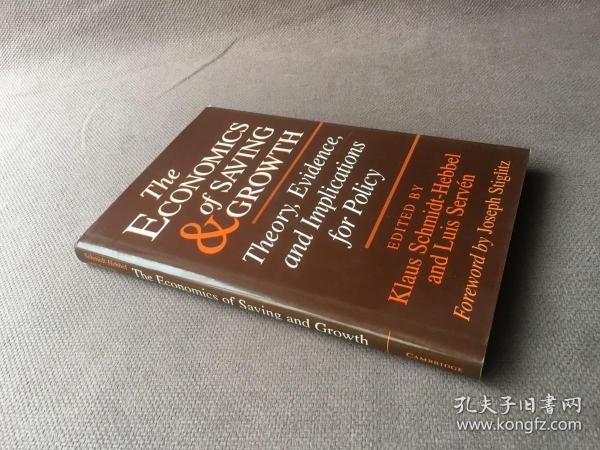 The
ECONOMICS
of SAVING
& GROWTH
Theory, Evidence,
and Implications
for Policy
EDITED BY
Klaus Schmidt-Hebbel
and Luis Servén
Foreword by Joseph Stiglitz
Schmidt-Hebbel
The Economics of Saving and Growth
CAMBRIDGE
孔夫子旧書网
www.kongfz.com